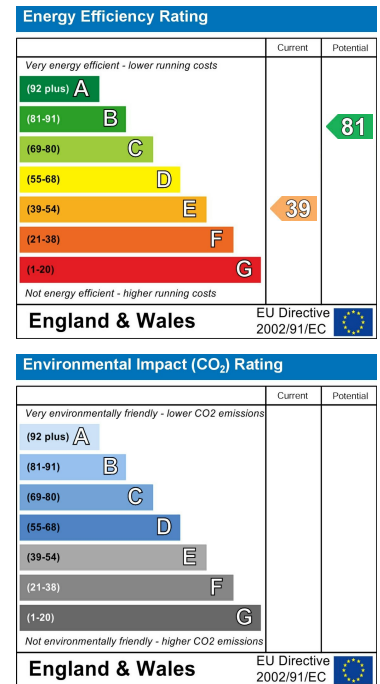 Energy Efficiency Rating
Current Potential
Very energy efficient - lower running costs
(92 plus) A
(81-91) B
81
(69-80) C
(55-68) D
(39-54) E
39
(21-38) F
(1-20) G
Not energy efficient - higher running costs
England & Wales
EU Directive
2002/91/EC
Environmental Impact (CO₂) Rating
Current Potential
Very environmentally friendly - lower CO2 emissions
(92 plus) A
(81-91) B
(69-80) C
(55-68) D
(39-54) E
(21-38) F
(1-20) G
Not environmentally friendly - higher CO2 emissions
England & Wales
EU Directive
2002/91/EC